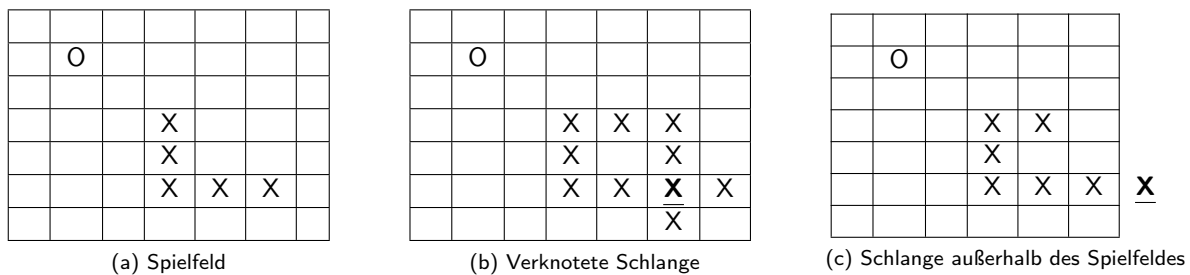 O
X
X
X X X
(a) Spielfeld
O
X X X
X X
X X X X
X
(b) Verknotete Schlange
O
X X
X
X X X X
(c) Schlange außerhalb des Spielfeldes